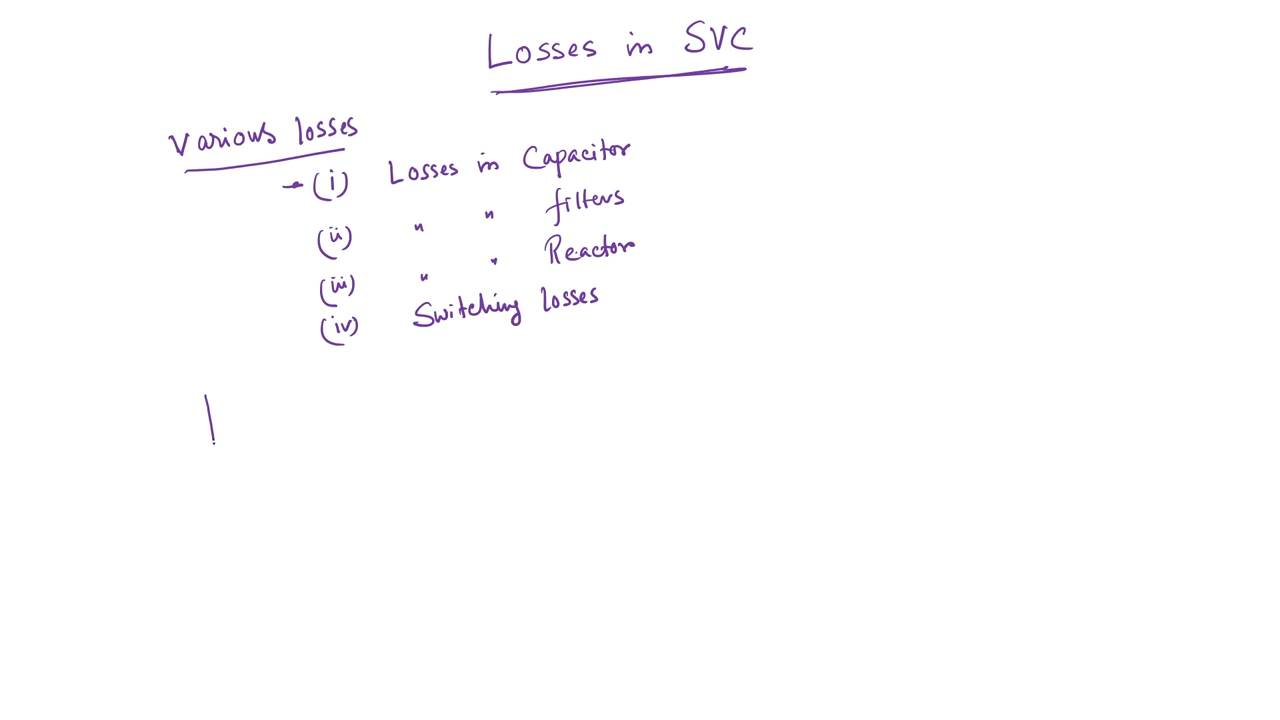 Losses in SVC
Various losses
(i) Losses in Capacitor
(ii) " " filters
(iii) " " Reactor
(iv) Switching losses